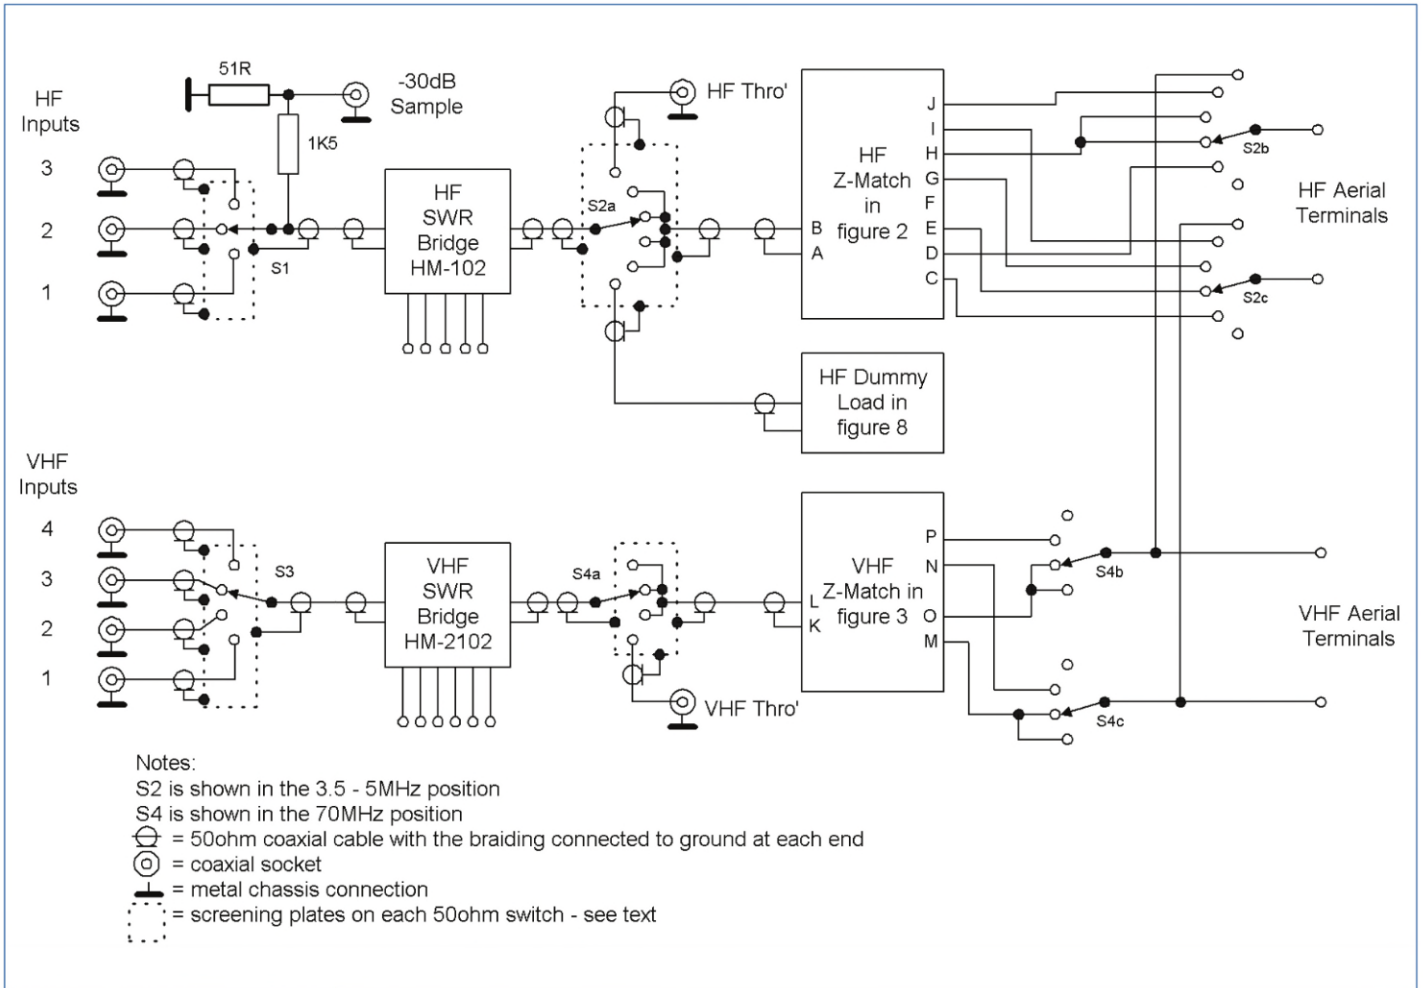 51R
-30dB
Sample
HF
Inputs
1K5
3
2
1
S1
HF
SWR
Bridge
HM-102
HF Thro'
S2a
HF
Z-Match
in
figure 2
B
A
J
I
H
G
F
E
D
C
S2b
HF Aerial
Terminals
S2c
HF Dummy
Load in
figure 8
VHF
Inputs
4
3
2
1
S3
VHF
SWR
Bridge
HM-2102
S4a
VHF Thro'
VHF
Z-Match in
figure 3
L
K
P
N
O
M
S4b
VHF Aerial
Terminals
S4c
Notes:
S2 is shown in the 3.5 - 5MHz position
S4 is shown in the 70MHz position
= 50ohm coaxial cable with the braiding connected to ground at each end
= coaxial socket
= metal chassis connection
= screening plates on each 50ohm switch - see text